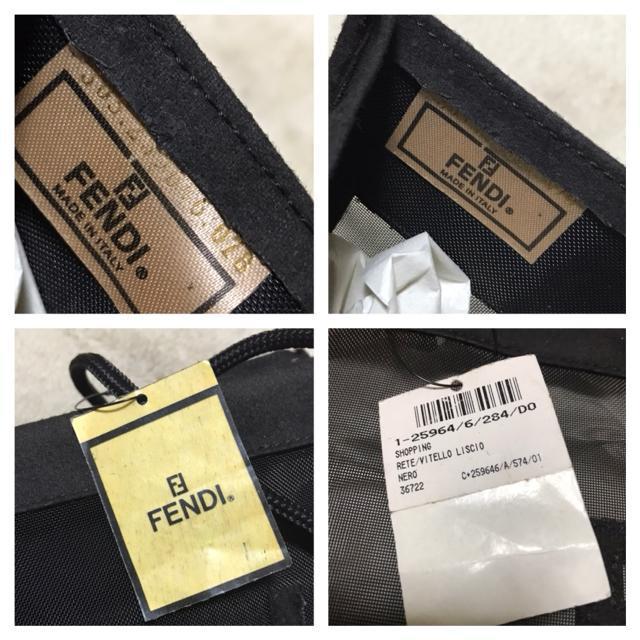 FENDI®
MADE IN ITALY
FENDI®
MADE IN ITALY
FENDI®
1-25964/6/284/DO
SHOPPING
RETE/VITELLO LISCIO
NERO
36722 C*259646/A/574/01